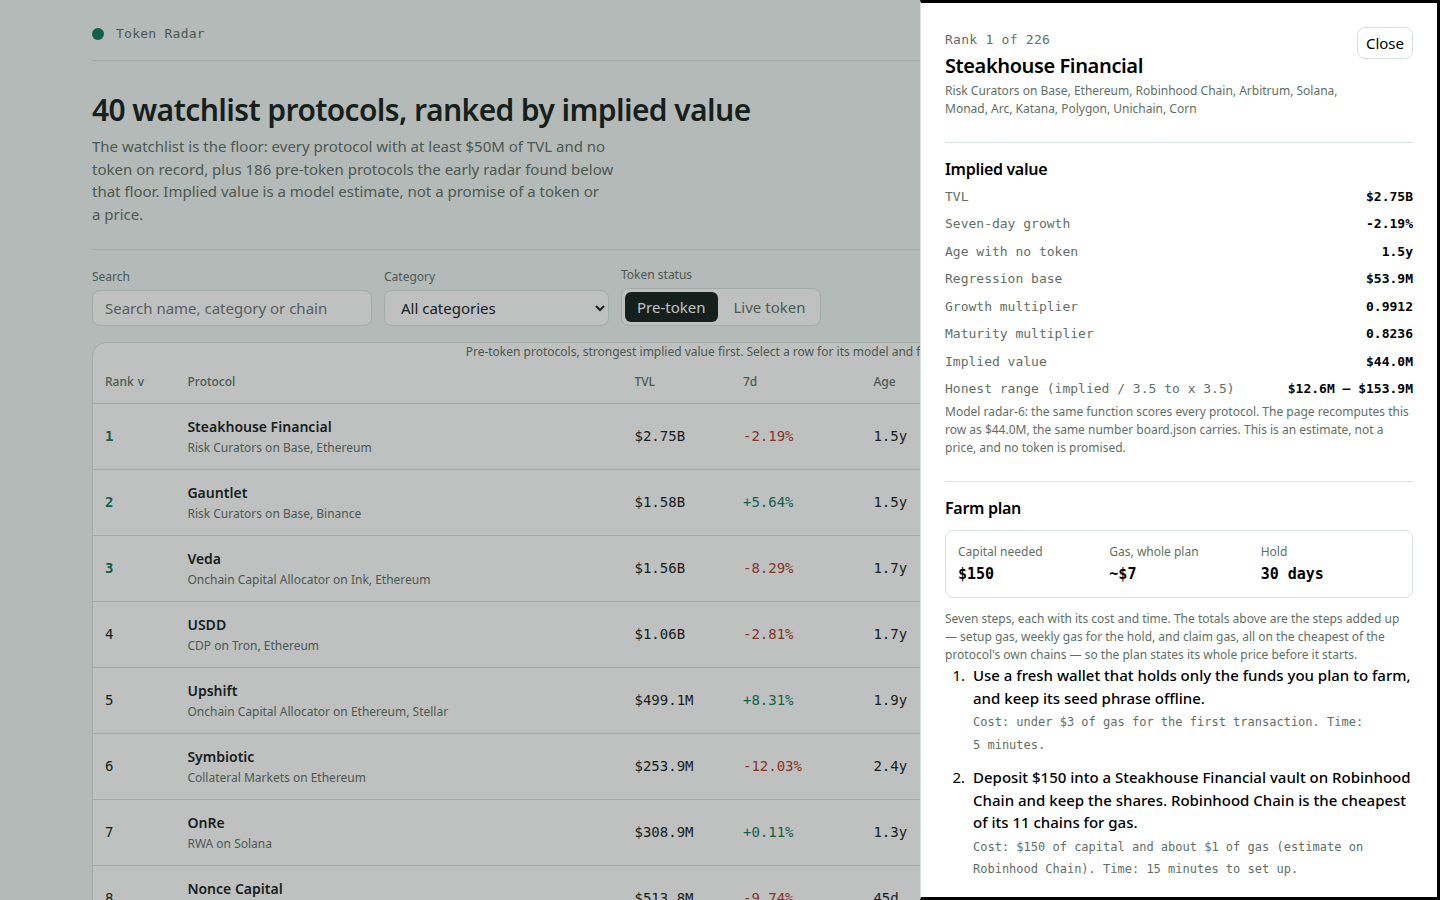 Token Radar
40 watchlist protocols, ranked by implied value
The watchlist is the floor: every protocol with at least $50M of TVL and no
token on record, plus 186 pre-token protocols the early radar found below
that floor. Implied value is a model estimate, not a promise of a token or
a price.
Search
Category
Token status
Search name, category or chain
All categories
Pre-token
Live token
Pre-token protocols, strongest implied value first. Select a row for its model and f
Rank v Protocol TVL 7d Age
1 Steakhouse Financial $2.75B -2.19% 1.5y
Risk Curators on Base, Ethereum
2 Gauntlet $1.58B +5.64% 1.5y
Risk Curators on Base, Binance
3 Veda $1.56B -8.29% 1.7y
Onchain Capital Allocator on Ink, Ethereum
4 USDD $1.06B -2.81% 1.7y
CDP on Tron, Ethereum
5 Upshift $499.1M +8.31% 1.9y
Onchain Capital Allocator on Ethereum, Stellar
6 Symbiotic $253.9M -12.03% 2.4y
Collateral Markets on Ethereum
7 OnRe $308.9M +0.11% 1.3y
RWA on Solana
8 Nonce Capital $513.8M -9.74% 45d
Rank 1 of 226
Close
Steakhouse Financial
Risk Curators on Base, Ethereum, Robinhood Chain, Arbitrum, Solana,
Monad, Arc, Katana, Polygon, Unichain, Corn
Implied value
TVL $2.75B
Seven-day growth -2.19%
Age with no token 1.5y
Regression base $53.9M
Growth multiplier 0.9912
Maturity multiplier 0.8236
Implied value $44.0M
Honest range (implied / 3.5 to x 3.5) $12.6M — $153.9M
Model radar-6: the same function scores every protocol. The page recomputes this
row as $44.0M, the same number board.json carries. This is an estimate, not a
price, and no token is promised.
Farm plan
Capital needed Gas, whole plan Hold
$150 ~$7 30 days
Seven steps, each with its cost and time. The totals above are the steps added up
— setup gas, weekly gas for the hold, and claim gas, all on the cheapest of the
protocol's own chains — so the plan states its whole price before it starts.
1. Use a fresh wallet that holds only the funds you plan to farm,
and keep its seed phrase offline.
Cost: under $3 of gas for the first transaction. Time:
5 minutes.
2. Deposit $150 into a Steakhouse Financial vault on Robinhood
Chain and keep the shares. Robinhood Chain is the cheapest
of its 11 chains for gas.
Cost: $150 of capital and about $1 of gas (estimate on
Robinhood Chain). Time: 15 minutes to set up.